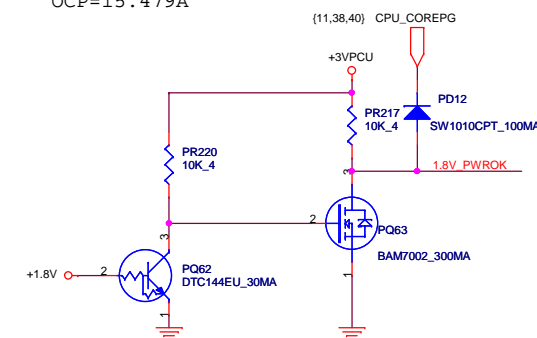 OCP=15.479A
{11,38,40} CPU_COREPG
+3VPCU
PD12
PR217
10K_4
SW1010CPT_100MA
PR220
10K_4
3
1.8V_PWROK
2
PQ63
3
BAM7002_300MA
+1.8V
2
PQ62
DTC144EU_30MA
1
1